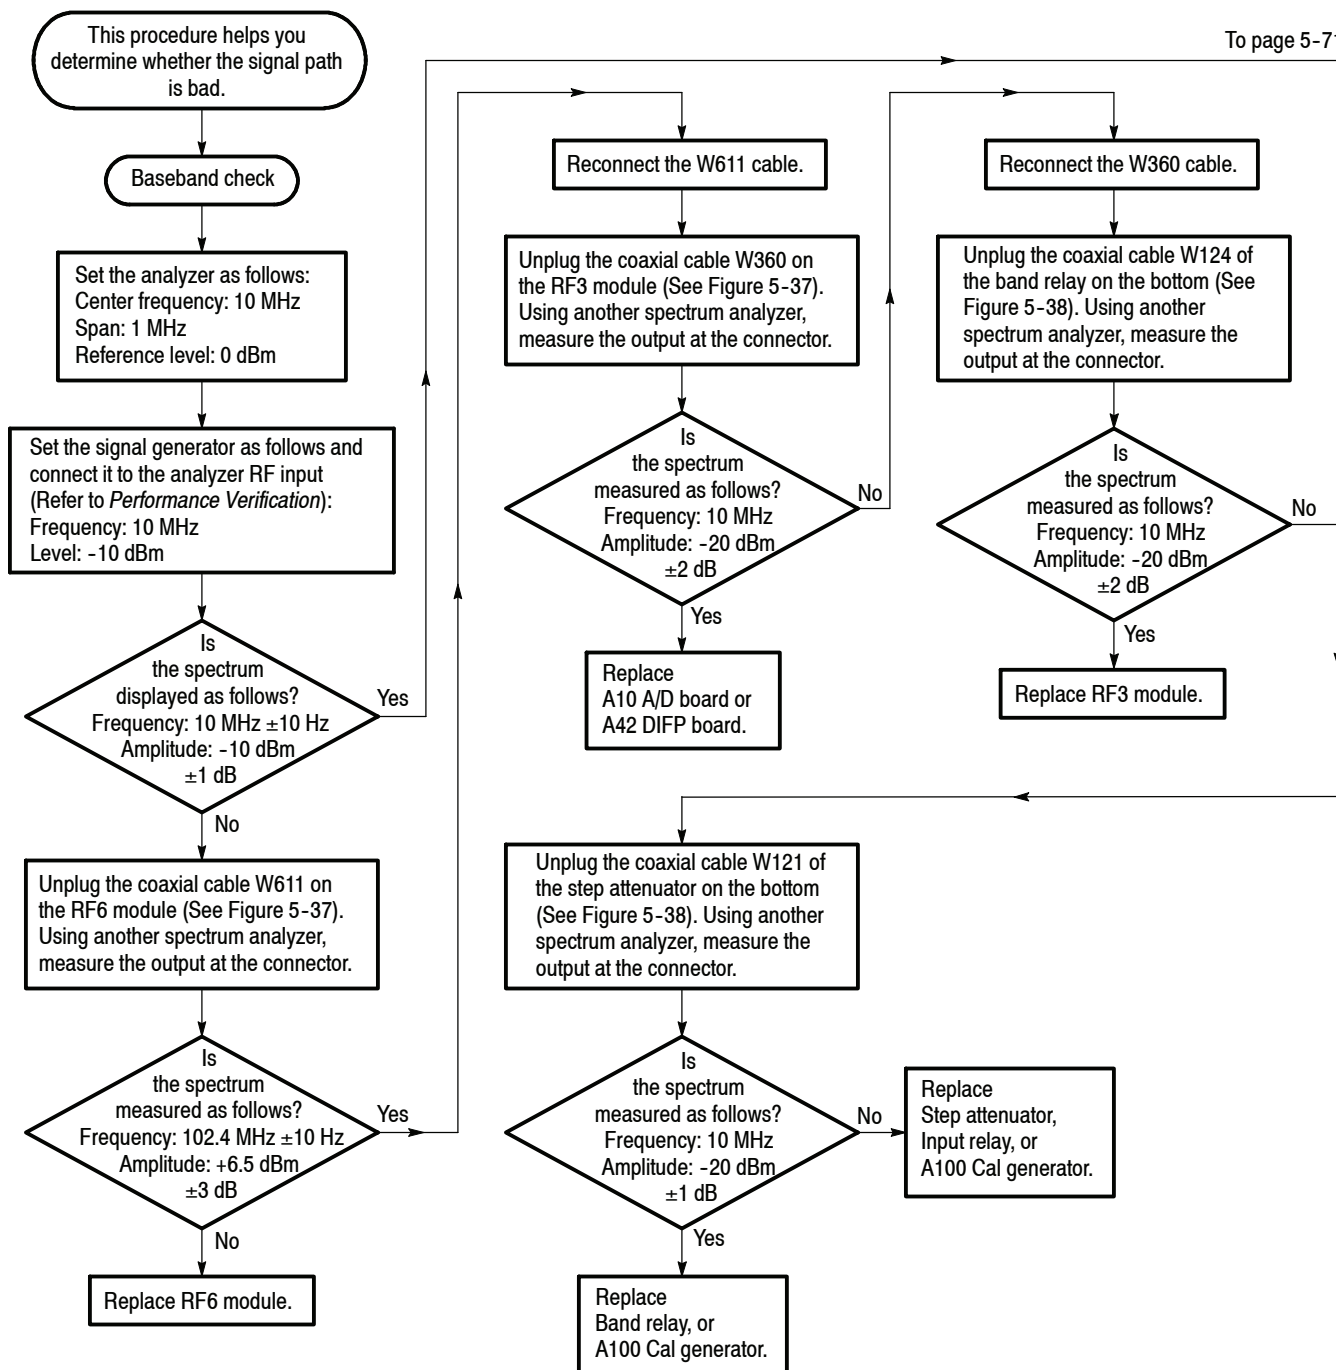 This procedure helps you
determine whether the signal path
is bad.
Baseband check
Set the analyzer as follows:
Center frequency: 10 MHz
Span: 1 MHz
Reference level: 0 dBm
Set the signal generator as follows and
connect it to the analyzer RF input
(Refer to Performance Verification):
Frequency: 10 MHz
Level: -10 dBm
Is
the spectrum
displayed as follows?
Frequency: 10 MHz ±10 Hz
Amplitude: -10 dBm
±1 dB
Yes
No
Unplug the coaxial cable W611 on
the RF6 module (See Figure 5-37).
Using another spectrum analyzer,
measure the output at the connector.
Is
the spectrum
measured as follows?
Frequency: 102.4 MHz ±10 Hz
Amplitude: +6.5 dBm
±3 dB
Yes
No
Replace RF6 module.
To page 5-71
Reconnect the W611 cable.
Unplug the coaxial cable W360 on
the RF3 module (See Figure 5-37).
Using another spectrum analyzer,
measure the output at the connector.
Is
the spectrum
measured as follows?
Frequency: 10 MHz
Amplitude: -20 dBm
±2 dB
No
Yes
Replace
A10 A/D board or
A42 DIFP board.
Reconnect the W360 cable.
Unplug the coaxial cable W124 of
the band relay on the bottom (See
Figure 5-38). Using another
spectrum analyzer, measure the
output at the connector.
Is
the spectrum
measured as follows?
Frequency: 10 MHz
Amplitude: -20 dBm
±2 dB
No
Yes
Replace RF3 module.
Unplug the coaxial cable W121 of
the step attenuator on the bottom
(See Figure 5-38). Using another
spectrum analyzer, measure the
output at the connector.
Is
the spectrum
measured as follows?
Frequency: 10 MHz
Amplitude: -20 dBm
±1 dB
No
Yes
Replace
Step attenuator,
Input relay, or
A100 Cal generator.
Replace
Band relay, or
A100 Cal generator.